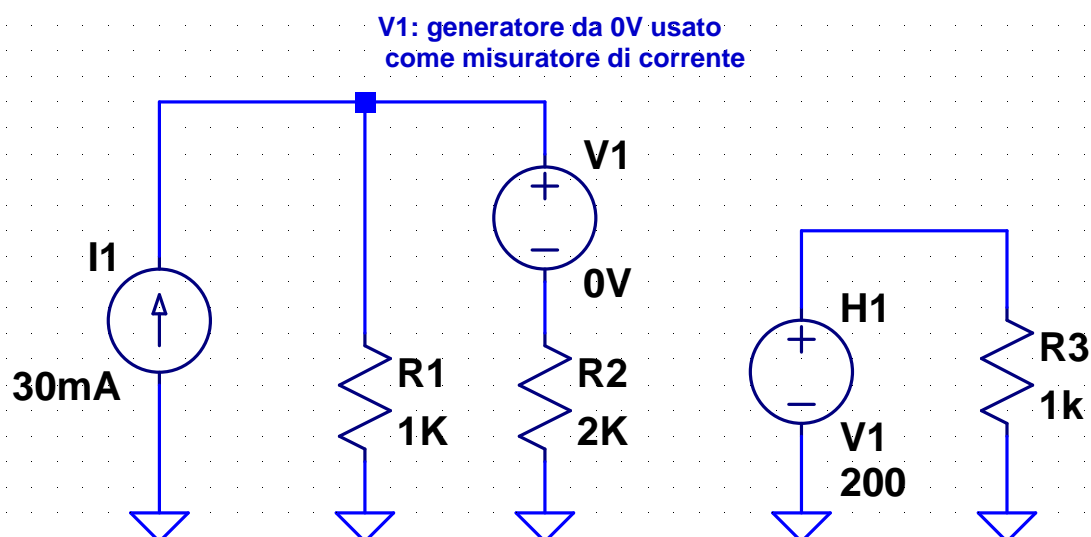 V1: generatore da 0V usato
come misuratore di corrente
V1
0V
I1
30mA
R1
1K
R2
2K
H1
V1
200
R3
1k